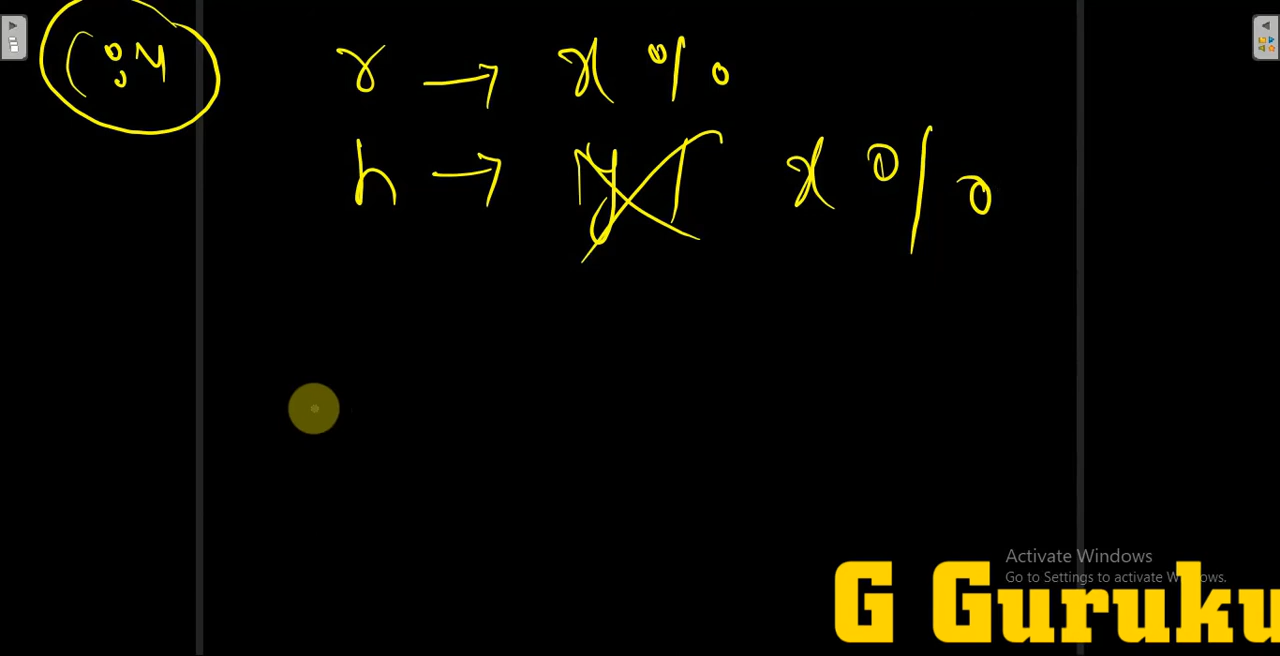 r → x %
h → x %
Activate Windows
Go to Settings to activate Windows.
G Guruku